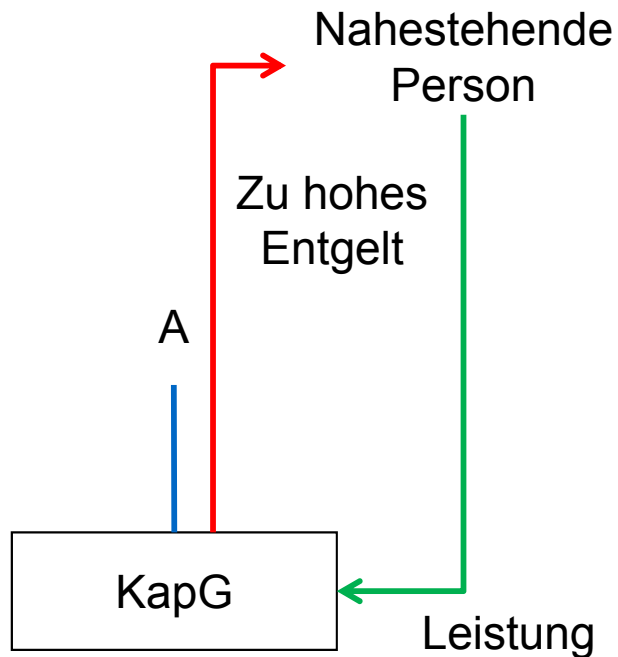 Nahestehende
Person
Zu hohes
Entgelt
A
KapG
Leistung